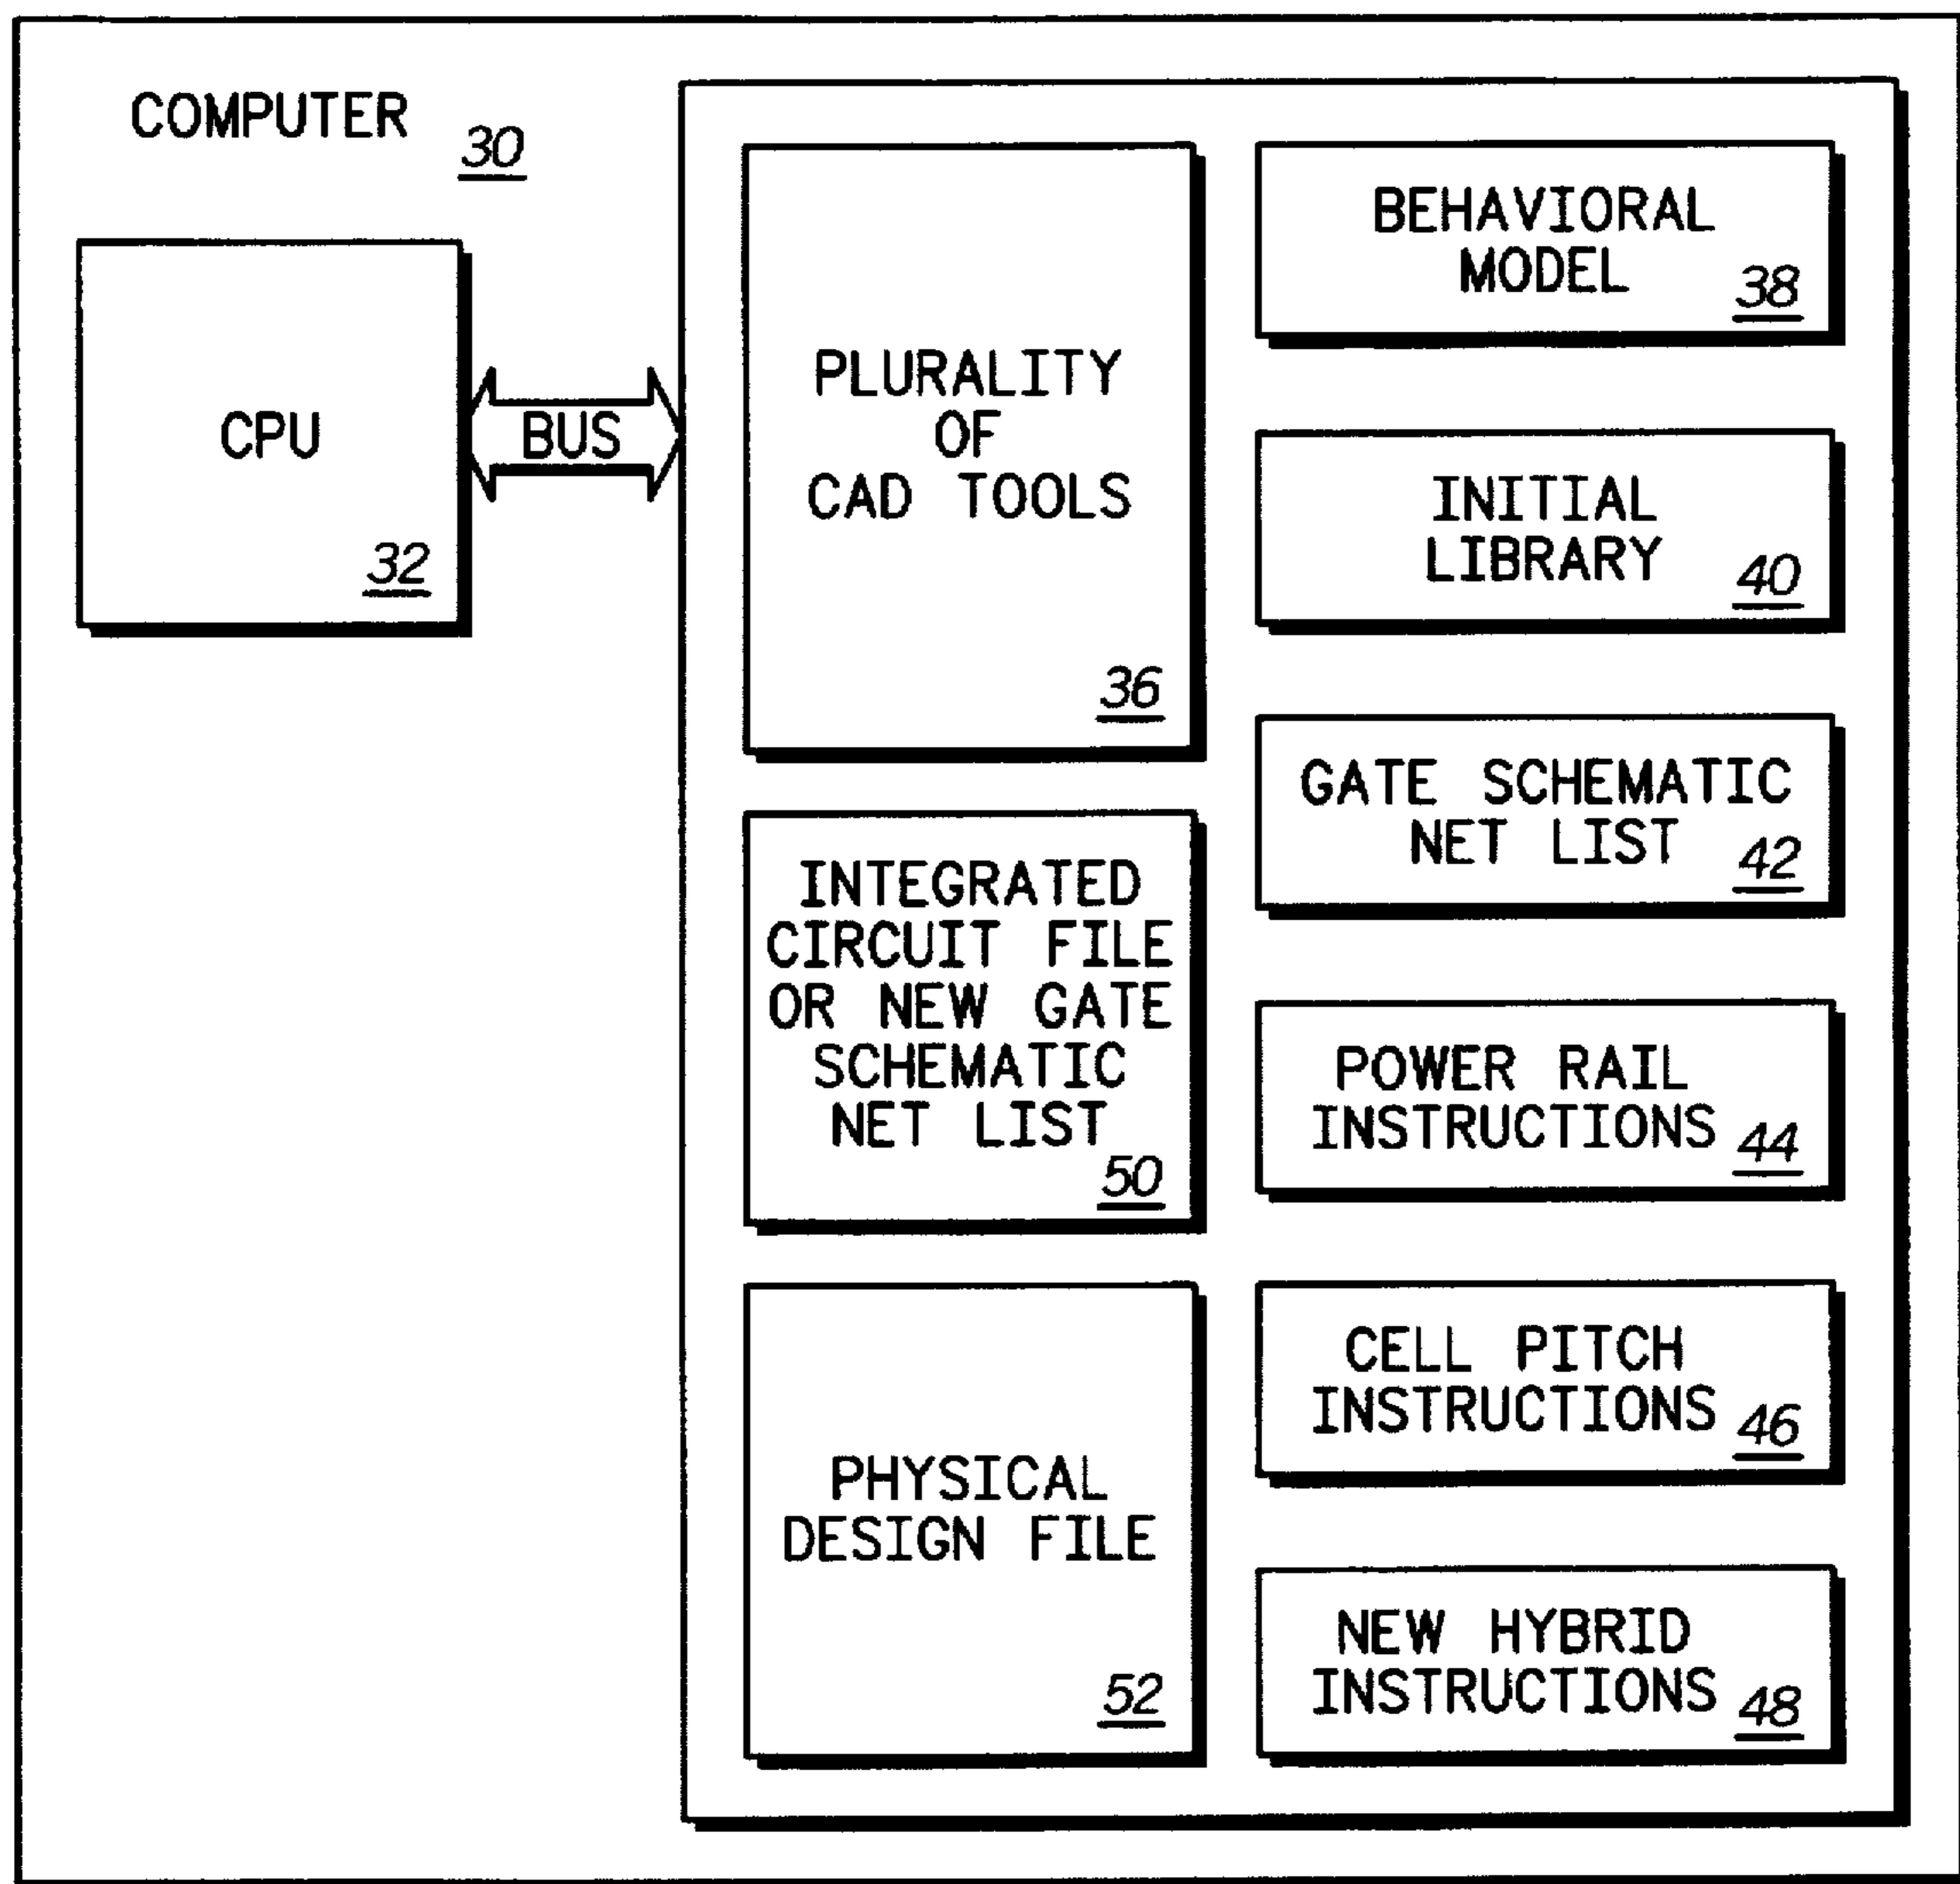 COMPUTER
30
CPU
32
BUS
PLURALITY
OF
CAD TOOLS
36
INTEGRATED
CIRCUIT FILE
OR NEW GATE
SCHEMATIC
NET LIST
50
PHYSICAL
DESIGN FILE
52
BEHAVIORAL
MODEL
38
INITIAL
LIBRARY
40
GATE SCHEMATIC
NET LIST
42
POWER RAIL
INSTRUCTIONS
44
CELL PITCH
INSTRUCTIONS
46
NEW HYBRID
INSTRUCTIONS
48